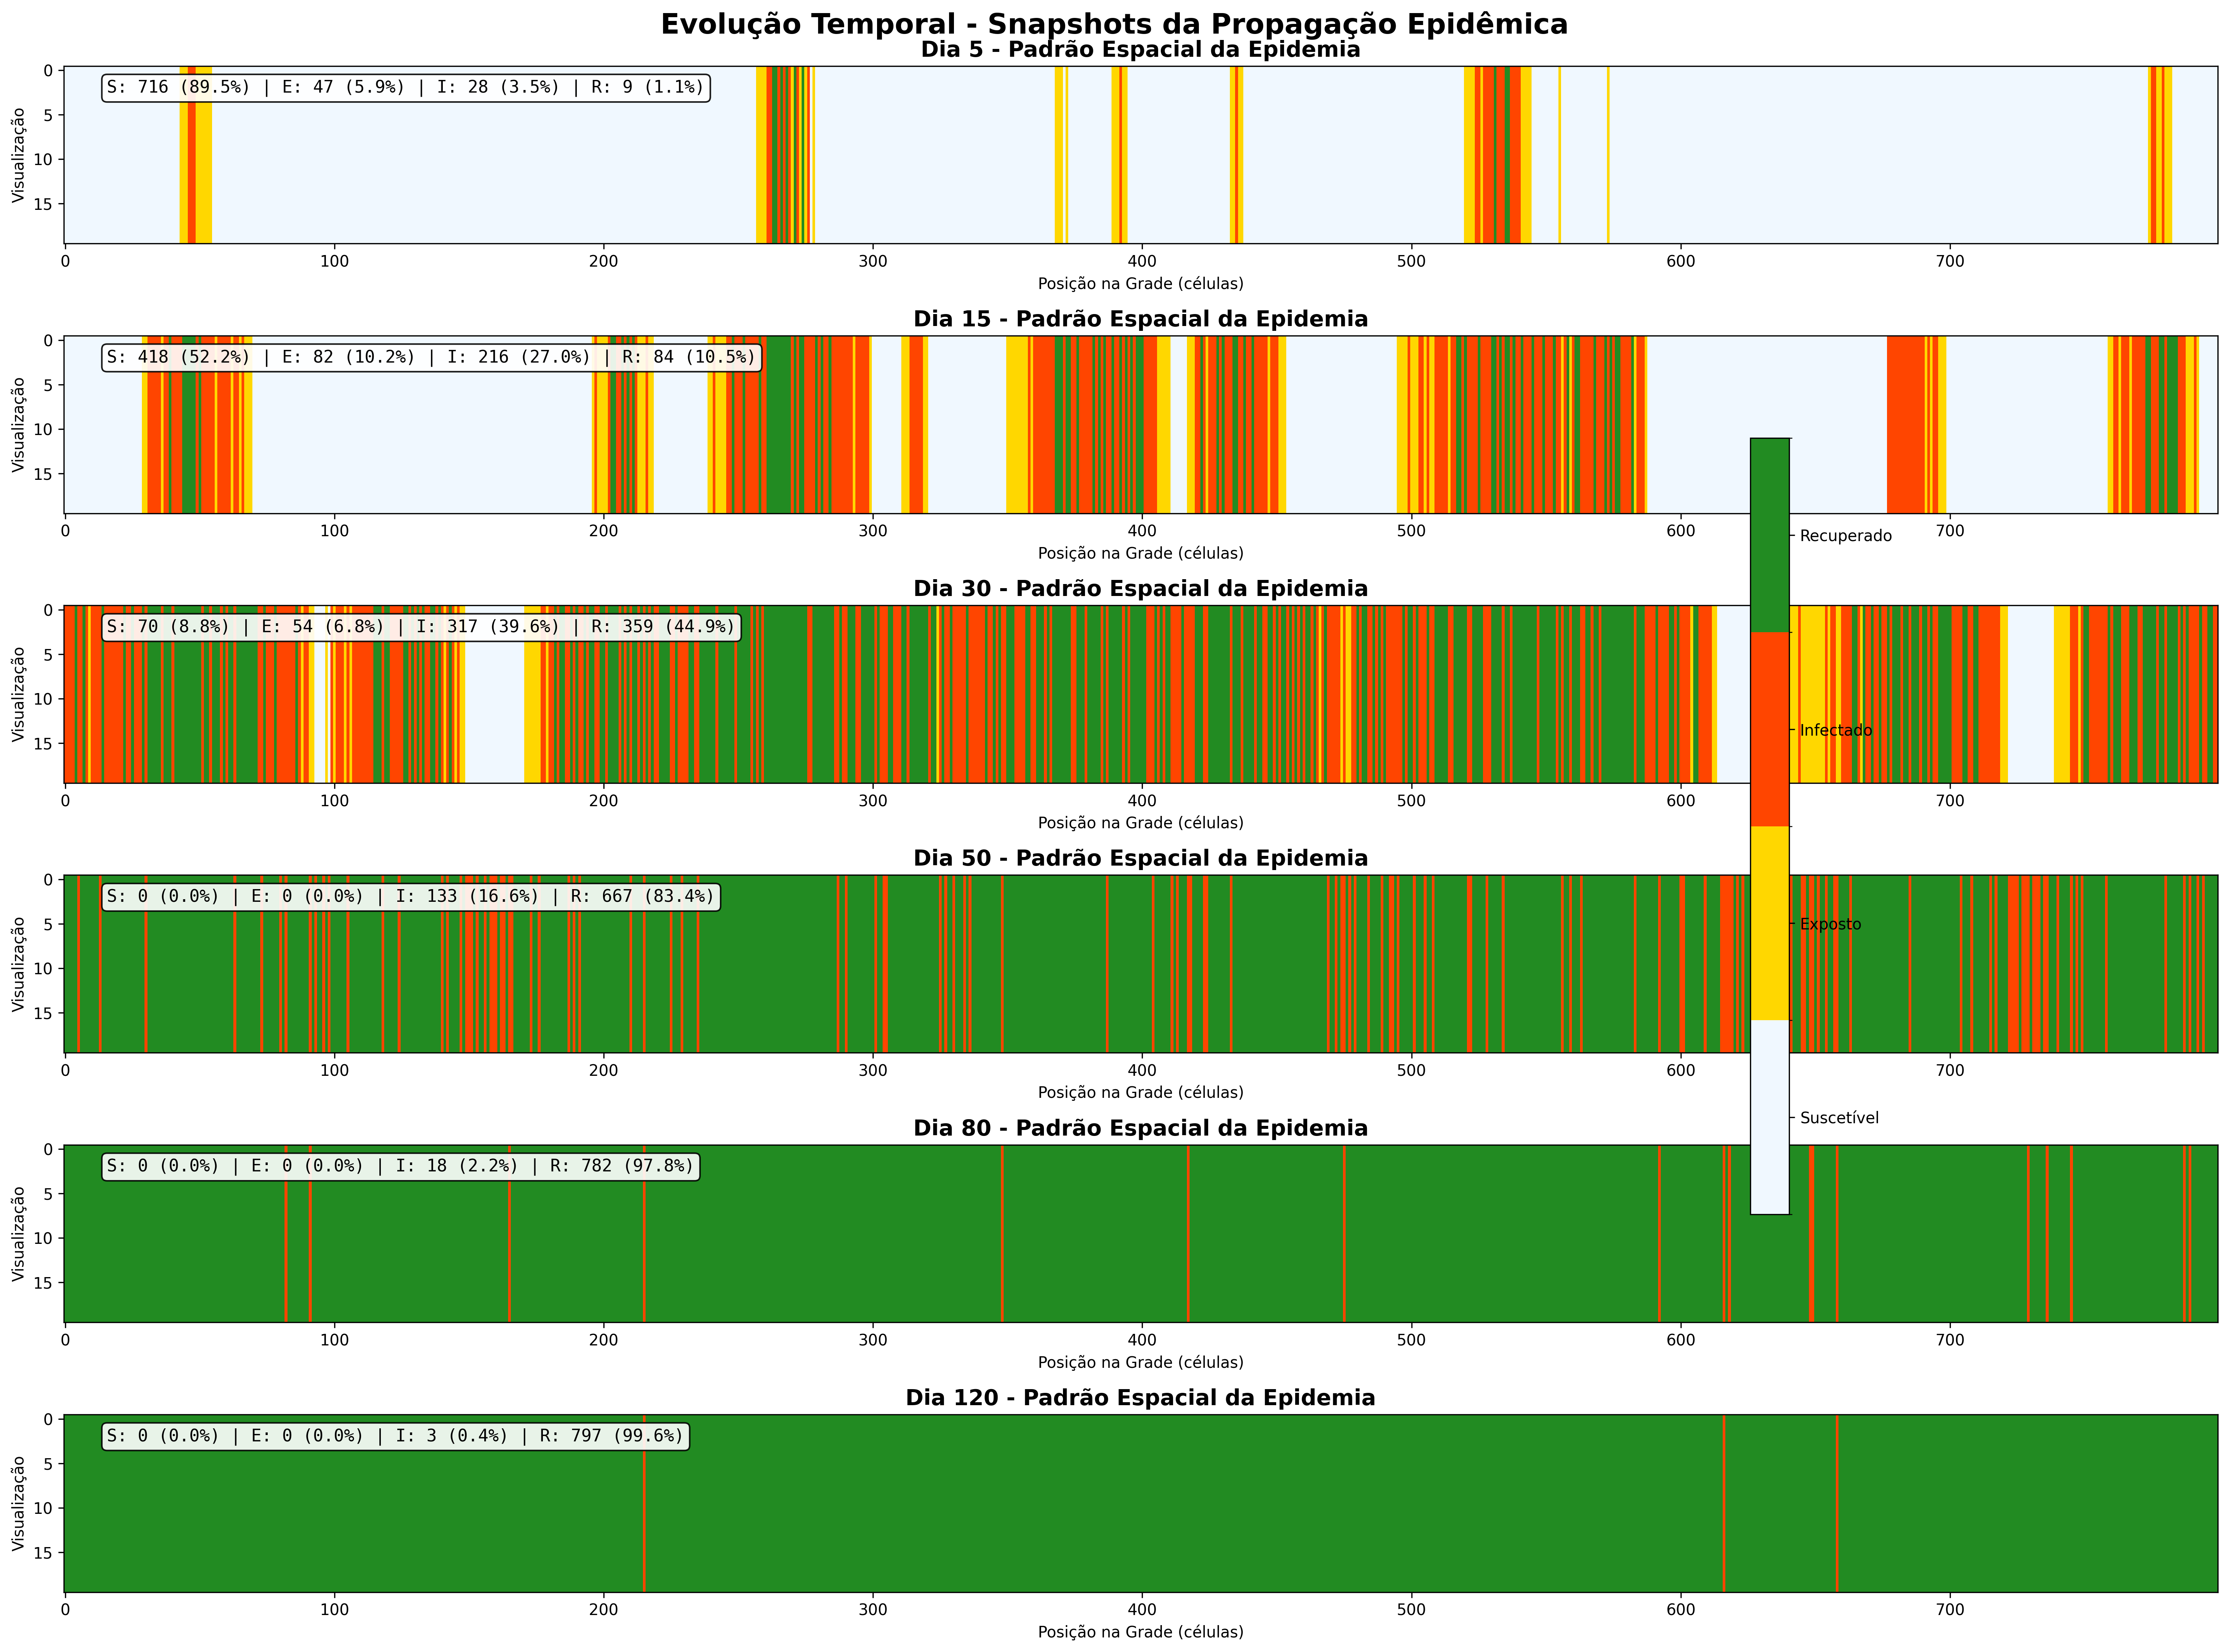 Evolução Temporal - Snapshots da Propagação Epidêmica
Dia 5 - Padrão Espacial da Epidemia
S: 716 (89.5%) | E: 47 (5.9%) | I: 28 (3.5%) | R: 9 (1.1%)
Visualização
0
5
10
15
0 100 200 300 400 500 600 700
Posição na Grade (células)
Dia 15 - Padrão Espacial da Epidemia
S: 418 (52.2%) | E: 82 (10.2%) | I: 216 (27.0%) | R: 84 (10.5%)
Visualização
0
5
10
15
0 100 200 300 400 500 600 700
Posição na Grade (células)
Dia 30 - Padrão Espacial da Epidemia
S: 70 (8.8%) | E: 54 (6.8%) | I: 317 (39.6%) | R: 359 (44.9%)
Visualização
0
5
10
15
0 100 200 300 400 500 600 700
Posição na Grade (células)
Dia 50 - Padrão Espacial da Epidemia
S: 0 (0.0%) | E: 0 (0.0%) | I: 133 (16.6%) | R: 667 (83.4%)
Visualização
0
5
10
15
0 100 200 300 400 500 600 700
Posição na Grade (células)
Dia 80 - Padrão Espacial da Epidemia
S: 0 (0.0%) | E: 0 (0.0%) | I: 18 (2.2%) | R: 782 (97.8%)
Visualização
0
5
10
15
0 100 200 300 400 500 600 700
Posição na Grade (células)
Dia 120 - Padrão Espacial da Epidemia
S: 0 (0.0%) | E: 0 (0.0%) | I: 3 (0.4%) | R: 797 (99.6%)
Visualização
0
5
10
15
0 100 200 300 400 500 600 700
Posição na Grade (células)
Recuperado
Infectado
Exposto
Suscetível